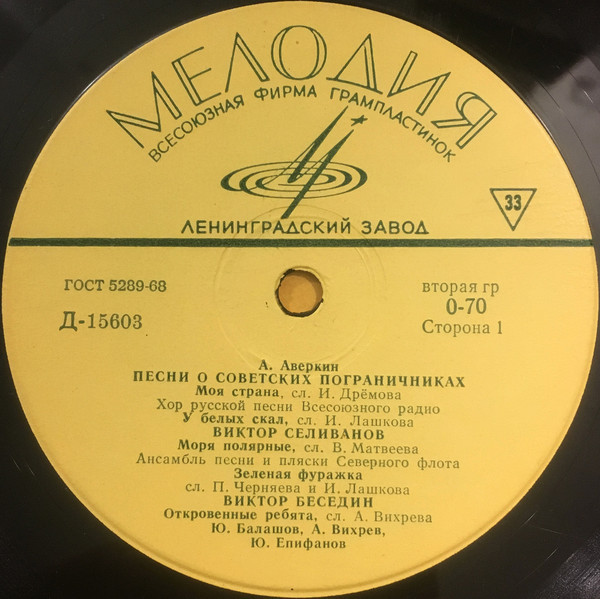 МЕЛОДИЯ
ВСЕСОЮЗНАЯ ФИРМА ГРАМПЛАСТИНОК
33
ЛЕНИНГРАДСКИЙ ЗАВОД
ГОСТ 5289-68
вторая гр
Д-15603
0-70
Сторона 1
А. Аверкин
ПЕСНИ О СОВЕТСКИХ ПОГРАНИЧНИКАХ
Моя страна, сл. И. Дрёмова
Хор русской песни Всесоюзного радио
У белых скал, сл. И. Лашкова
ВИКТОР СЕЛИВАНОВ
Моря полярные, сл. В. Матвеева
Ансамбль песни и пляски Северного флота
Зеленая фуражка
сл. П. Черняева и И. Лашкова
ВИКТОР БЕСЕДИН
Откровенные ребята, сл. А. Вихрева
Ю. Балашов, А. Вихрев,
Ю. Епифанов